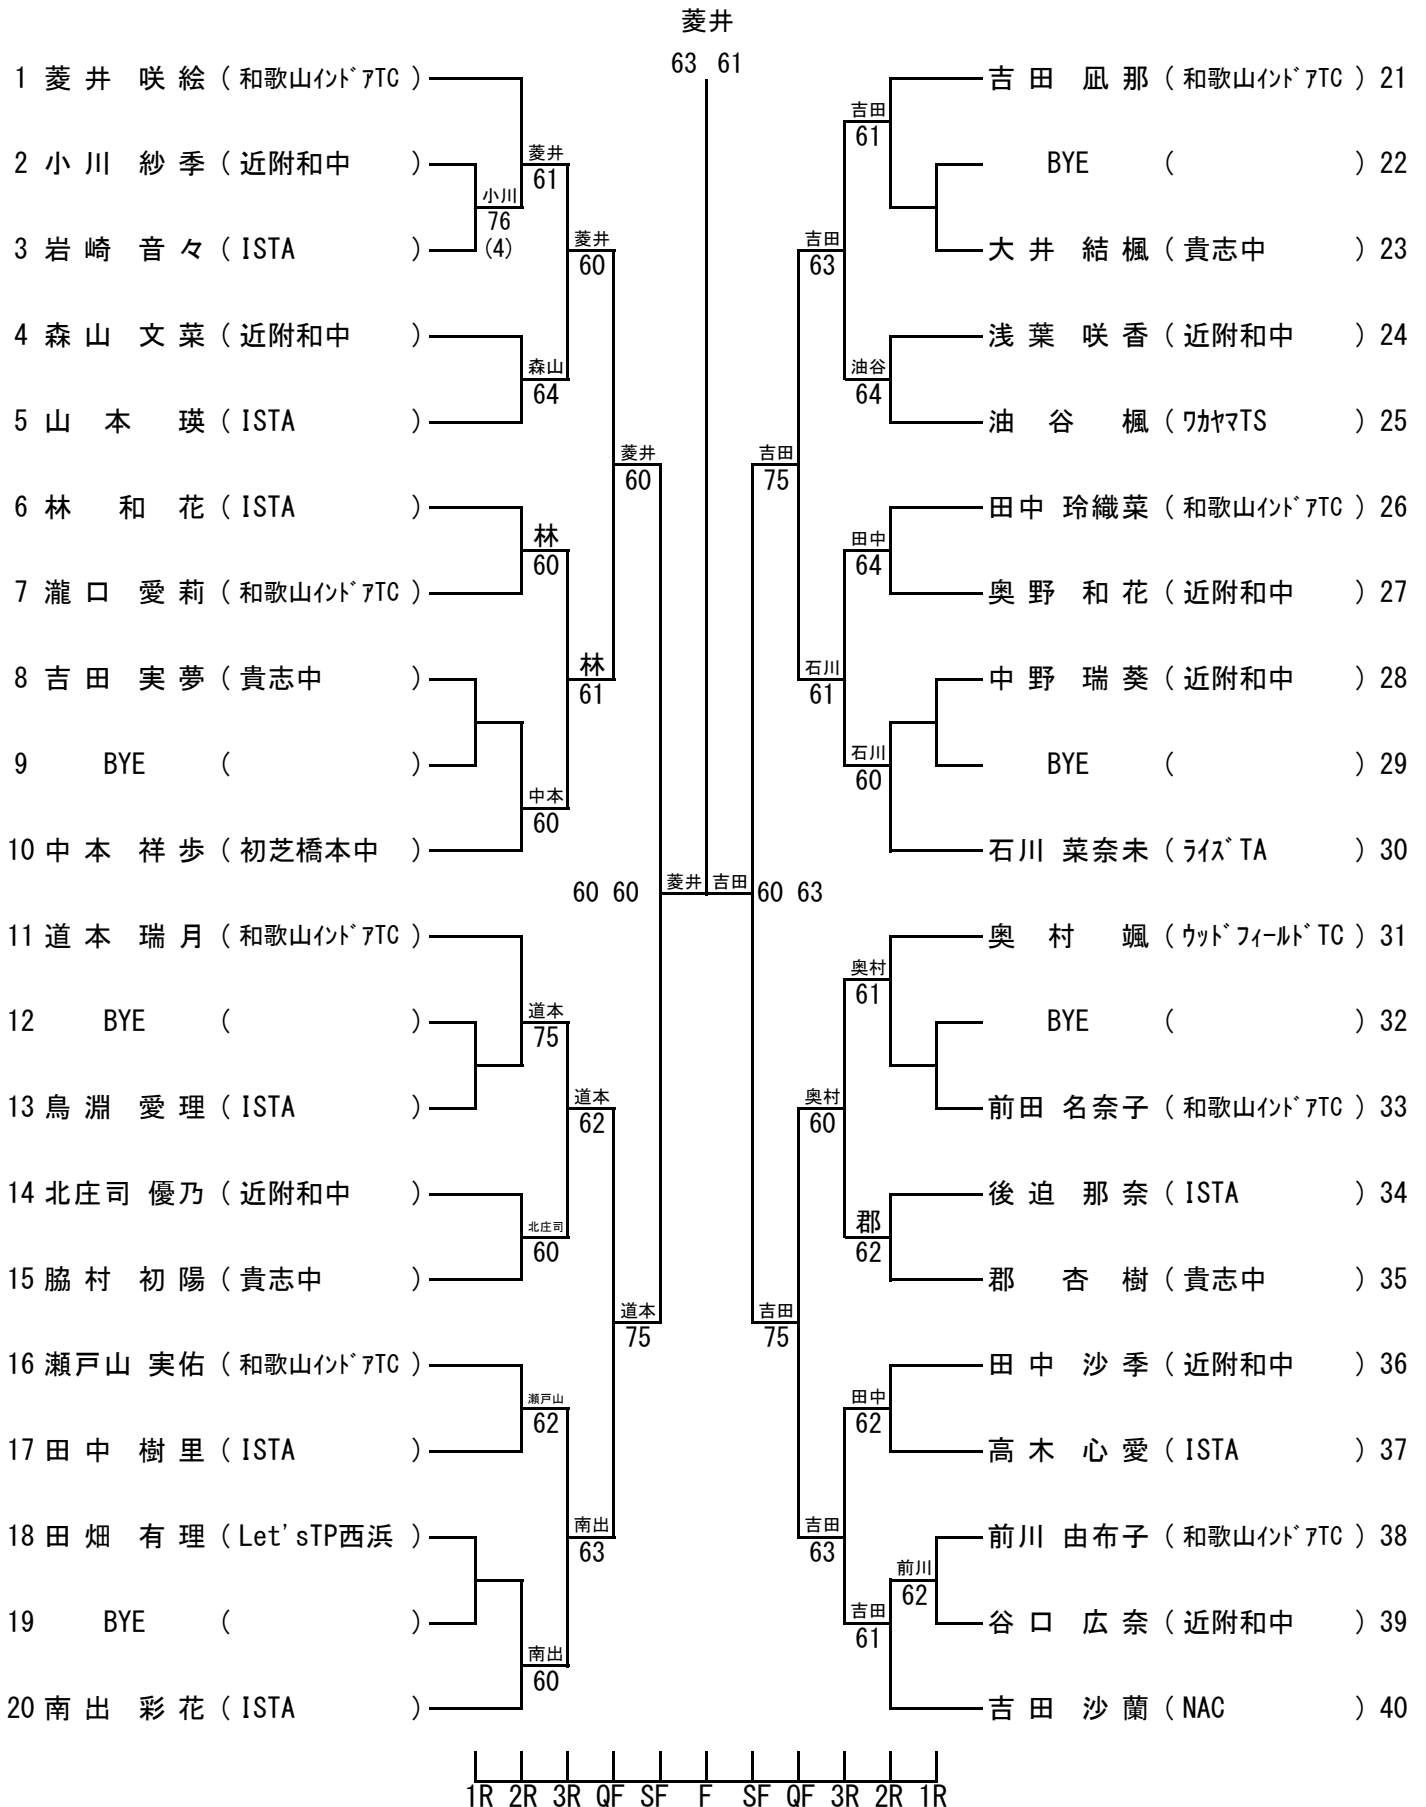 菱井
63 61
1 菱井 咲絵 ( 和歌山インドアTC )
2 小川 紗季 ( 近附和中 )
3 岩崎 音々 ( ISTA )
4 森山 文菜 ( 近附和中 )
5 山本 瑛 ( ISTA )
6 林 和花 ( ISTA )
7 瀧口 愛莉 ( 和歌山インドアTC )
8 吉田 実夢 ( 貴志中 )
9 BYE ( )
10 中本 祥歩 ( 初芝橋本中 )
11 道本 瑞月 ( 和歌山インドアTC )
12 BYE ( )
13 鳥淵 愛理 ( ISTA )
14 北庄司 優乃 ( 近附和中 )
15 脇村 初陽 ( 貴志中 )
16 瀬戸山 実佑 ( 和歌山インドアTC )
17 田中 樹里 ( ISTA )
18 田畑 有理 ( Let'sTP西浜 )
19 BYE ( )
20 南出 彩花 ( ISTA )
小川
76
(4)
菱井
61
森山
64
林
60
中本
60
道本
75
北庄司
60
瀬戸山
62
南出
60
菱井
60
林
61
道本
62
南出
63
菱井
60
道本
75
60 60
菱井
吉田
60 63
吉田
75
吉田
75
吉田
63
石川
61
奥村
60
吉田
63
吉田
61
油谷
64
田中
64
石川
60
奥村
61
郡
62
田中
62
吉田
61
前川
62
吉田 凪那 ( 和歌山インドアTC ) 21
BYE ( ) 22
大井 結楓 ( 貴志中 ) 23
浅葉 咲香 ( 近附和中 ) 24
油谷 楓 ( ワカヤマTS ) 25
田中 玲織菜 ( 和歌山インドアTC ) 26
奥野 和花 ( 近附和中 ) 27
中野 瑞葵 ( 近附和中 ) 28
BYE ( ) 29
石川 菜奈未 ( ライズTA ) 30
奥村 颯 ( ウッドフィールドTC ) 31
BYE ( ) 32
前田 名奈子 ( 和歌山インドアTC ) 33
後迫 那奈 ( ISTA ) 34
郡 杏樹 ( 貴志中 ) 35
田中 沙季 ( 近附和中 ) 36
高木 心愛 ( ISTA ) 37
前川 由布子 ( 和歌山インドアTC ) 38
谷口 広奈 ( 近附和中 ) 39
吉田 沙蘭 ( NAC ) 40
1R 2R 3R QF SF F SF QF 3R 2R 1R